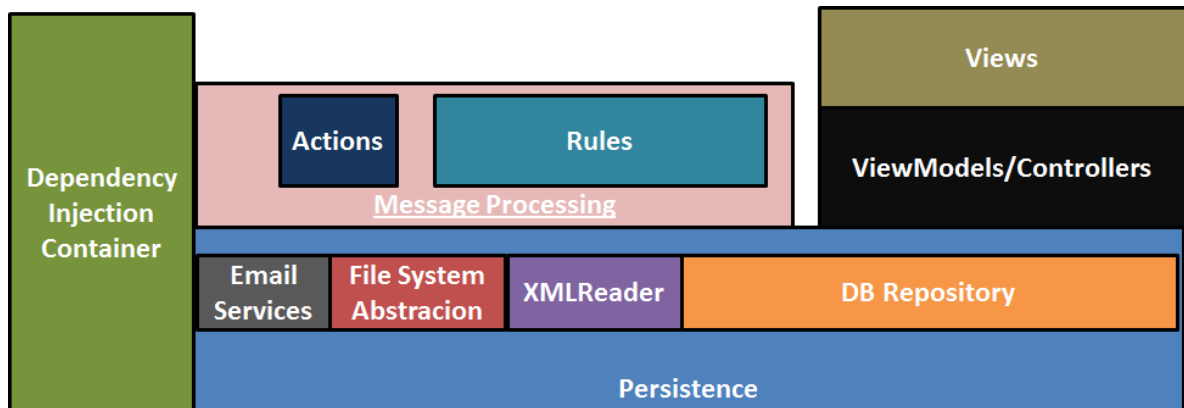 Dependency
Injection
Container
Actions
Rules
Message Processing
Views
ViewModels/Controllers
Email
Services
File System
Abstracion
XMLReader
DB Repository
Persistence